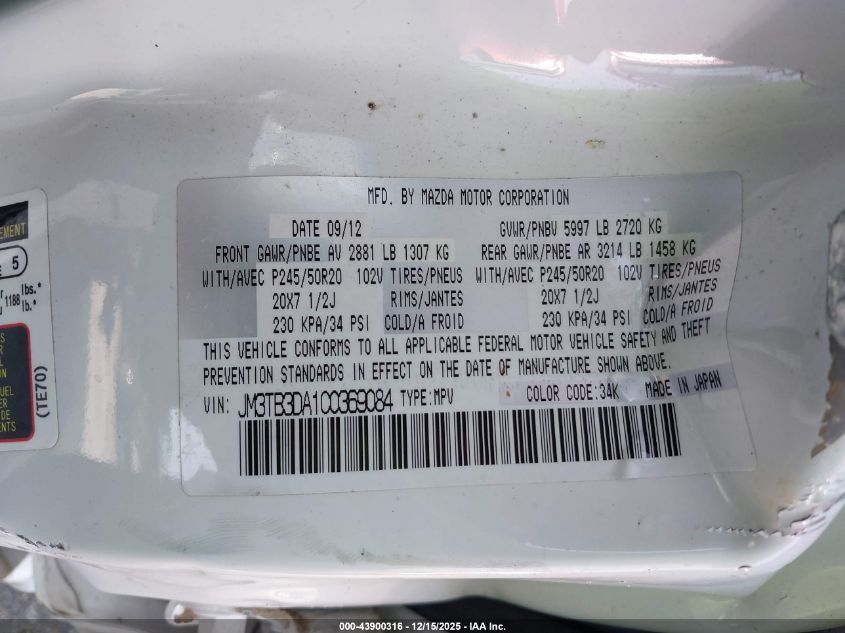 MFD. BY MAZDA MOTOR CORPORATION
DATE 09/12 GVWR/PNBV 5997 LB 2720 KG
FRONT GAWR/PNBE AV 2881 LB 1307 KG REAR GAWR/PNBE AR 3214 LB 1458 KG
WITH/AVEC P245/50R20 102V TIRES/PNEUS WITH/AVEC P245/50R20 102V TIRES/PNEUS
20X7 1/2J RIMS/JANTES 20X7 1/2J RIMS/JANTES
230 KPA/34 PSI COLD/A FROID 230 KPA/34 PSI COLD/A FROID
THIS VEHICLE CONFORMS TO ALL APPLICABLE FEDERAL MOTOR VEHICLE SAFETY AND THEFT
PREVENTION STANDARDS IN EFFECT ON THE DATE OF MANUFACTURE SHOWN ABOVE.
VIN: JM3TB3DA1C0369084 TYPE:MPV COLOR CODE:34K MADE IN JAPAN
5
1188 lbs.*
lb.*
(TE70)
000-43900316 - 12/15/2025 - IAA Inc.